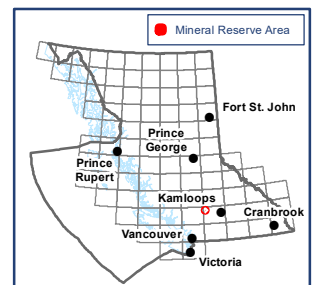 Mineral Reserve Area
Fort St. John
Prince
George
Prince
Rupert
Kamloops
Cranbrook
Vancouver
Victoria